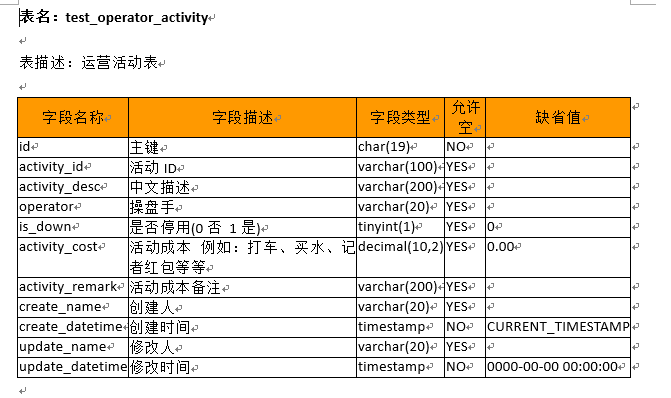 表名：test_operator_activity
表描述：运营活动表
字段名称 字段描述 字段类型 允许空 缺省值
id 主键 char(19) NO
activity_id 活动 ID varchar(100) YES
activity_desc 中文描述 varchar(200) YES
operator 操盘手 varchar(20) YES
is_down 是否停用(0 否 1 是) tinyint(1) YES 0
activity_cost 活动成本 例如：打车、买水、记 decimal(10,2) YES 0.00
者红包等等
activity_remark 活动成本备注 varchar(200) YES
create_name 创建人 varchar(20) YES
create_datetime 创建时间 timestamp NO CURRENT_TIMESTAMP
update_name 修改人 varchar(20) YES
update_datetime 修改时间 timestamp NO 0000-00-00 00:00:00